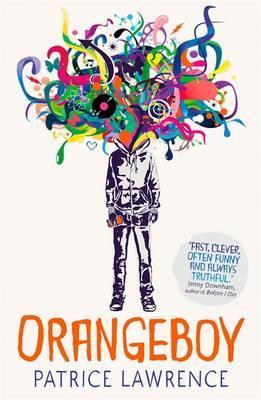 'FAST, CLEVER,
OFTEN FUNNY
AND ALWAYS
TRUTHFUL.'
Jenny Downham,
author of Before I Die
ORANGEBOY
PATRICE LAWRENCE